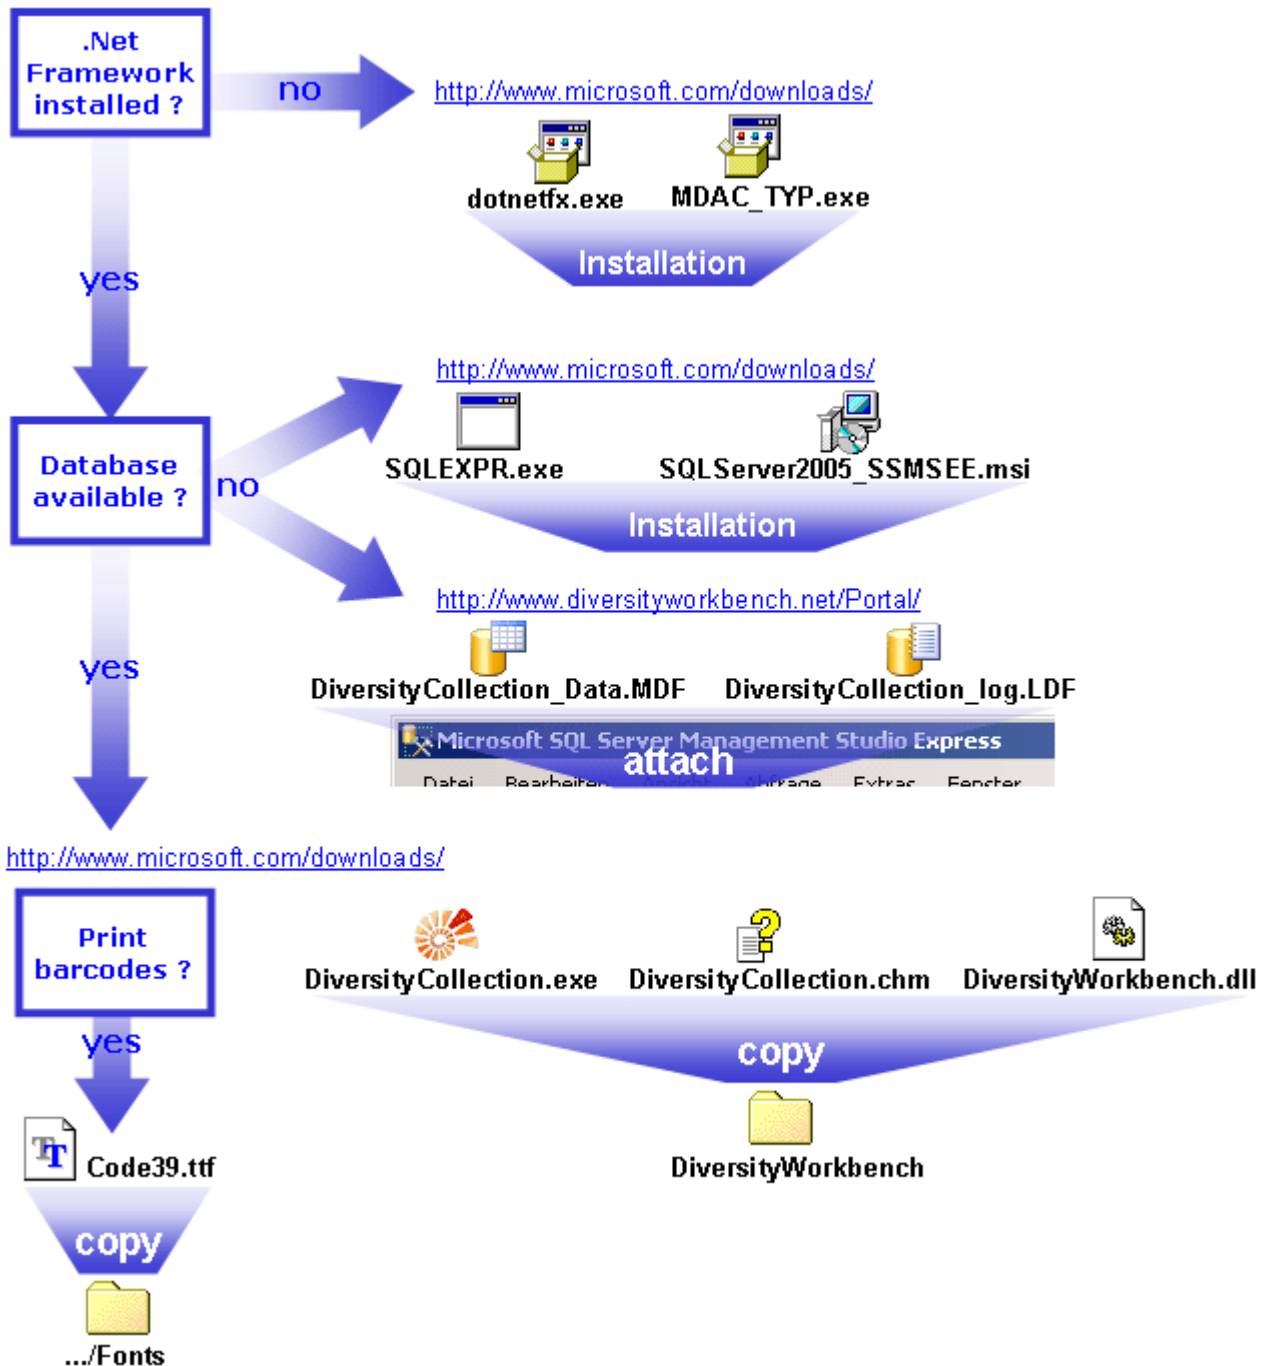 .Net
Framework
installed ?
no
http://www.microsoft.com/downloads/
dotnetfx.exe
MDAC_TYP.exe
Installation
yes
http://www.microsoft.com/downloads/
SQLEXPR.exe
SQLServer2005_SSMSEE.msi
Installation
Database
available ?
no
http://www.diversityworkbench.net/Portal/
DiversityCollection_Data.MDF
DiversityCollection_log.LDF
Microsoft SQL Server Management Studio Express
attach
Datei Bearbeiten Ansicht Abfrage Extras Fenster
yes
http://www.microsoft.com/downloads/
Print
barcodes ?
DiversityCollection.exe
DiversityCollection.chm
DiversityWorkbench.dll
copy
DiversityWorkbench
yes
Code39.ttf
copy
.../Fonts